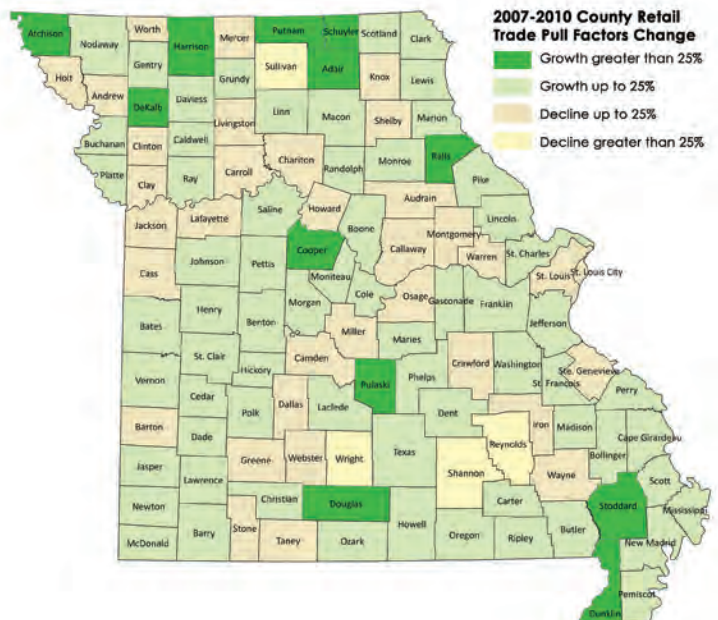 2007-2010 County Retail
Trade Pull Factors Change
Growth greater than 25%
Growth up to 25%
Decline up to 25%
Decline greater than 25%
Atchison
Nodaway
Worth
Harrison
Mercer
Putnam
Schuyler
Scotland
Clark
Holt
Gentry
Sullivan
Adair
Knox
Lewis
Andrew
DeKalb
Daviess
Grundy
Linn
Macon
Shelby
Marion
Buchanan
Clinton
Caldwell
Livingston
Chariton
Randolph
Monroe
Ralls
Pike
Platte
Clay
Ray
Carroll
Saline
Howard
Boone
Audrain
Lincoln
Jackson
Lafayette
Cooper
Callaway
Montgomery
Warren
St. Charles
St. Louis
St. Louis City
Cass
Johnson
Pettis
Moniteau
Cole
Osage
Gasconade
Franklin
Jefferson
Bates
Henry
Benton
Morgan
Miller
Maries
Camden
Crawford
Washington
St. Francois
Ste. Genevieve
Perry
Vernon
St. Clair
Hickory
Pulaski
Phelps
Cedar
Polk
Dallas
Laclede
Dent
Iron
Madison
Cape Girardeau
Barton
Dade
Reynolds
Bollinger
Jasper
Greene
Webster
Wright
Texas
Shannon
Wayne
Scott
Lawrence
Christian
Douglas
Carter
Stoddard
Mississippi
Newton
Howell
Butler
McDonald
Barry
Stone
Taney
Ozark
Oregon
Ripley
New Madrid
Pemiscot
Dunklin